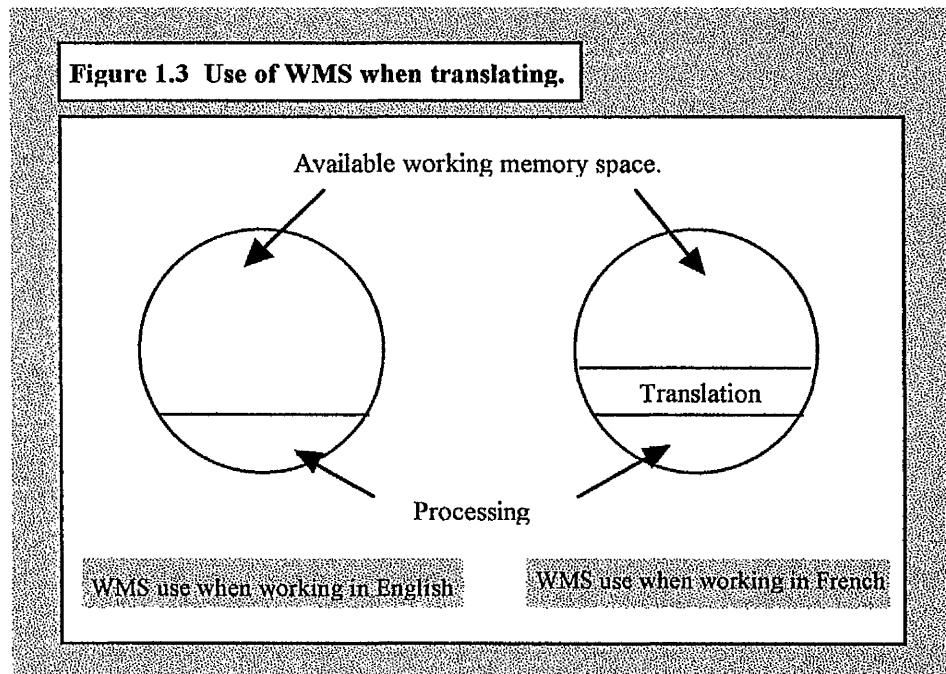 Figure 1.3 Use of WMS when translating.
Available working memory space.
Translation
Processing
WMS use when working in English
WMS use when working in French